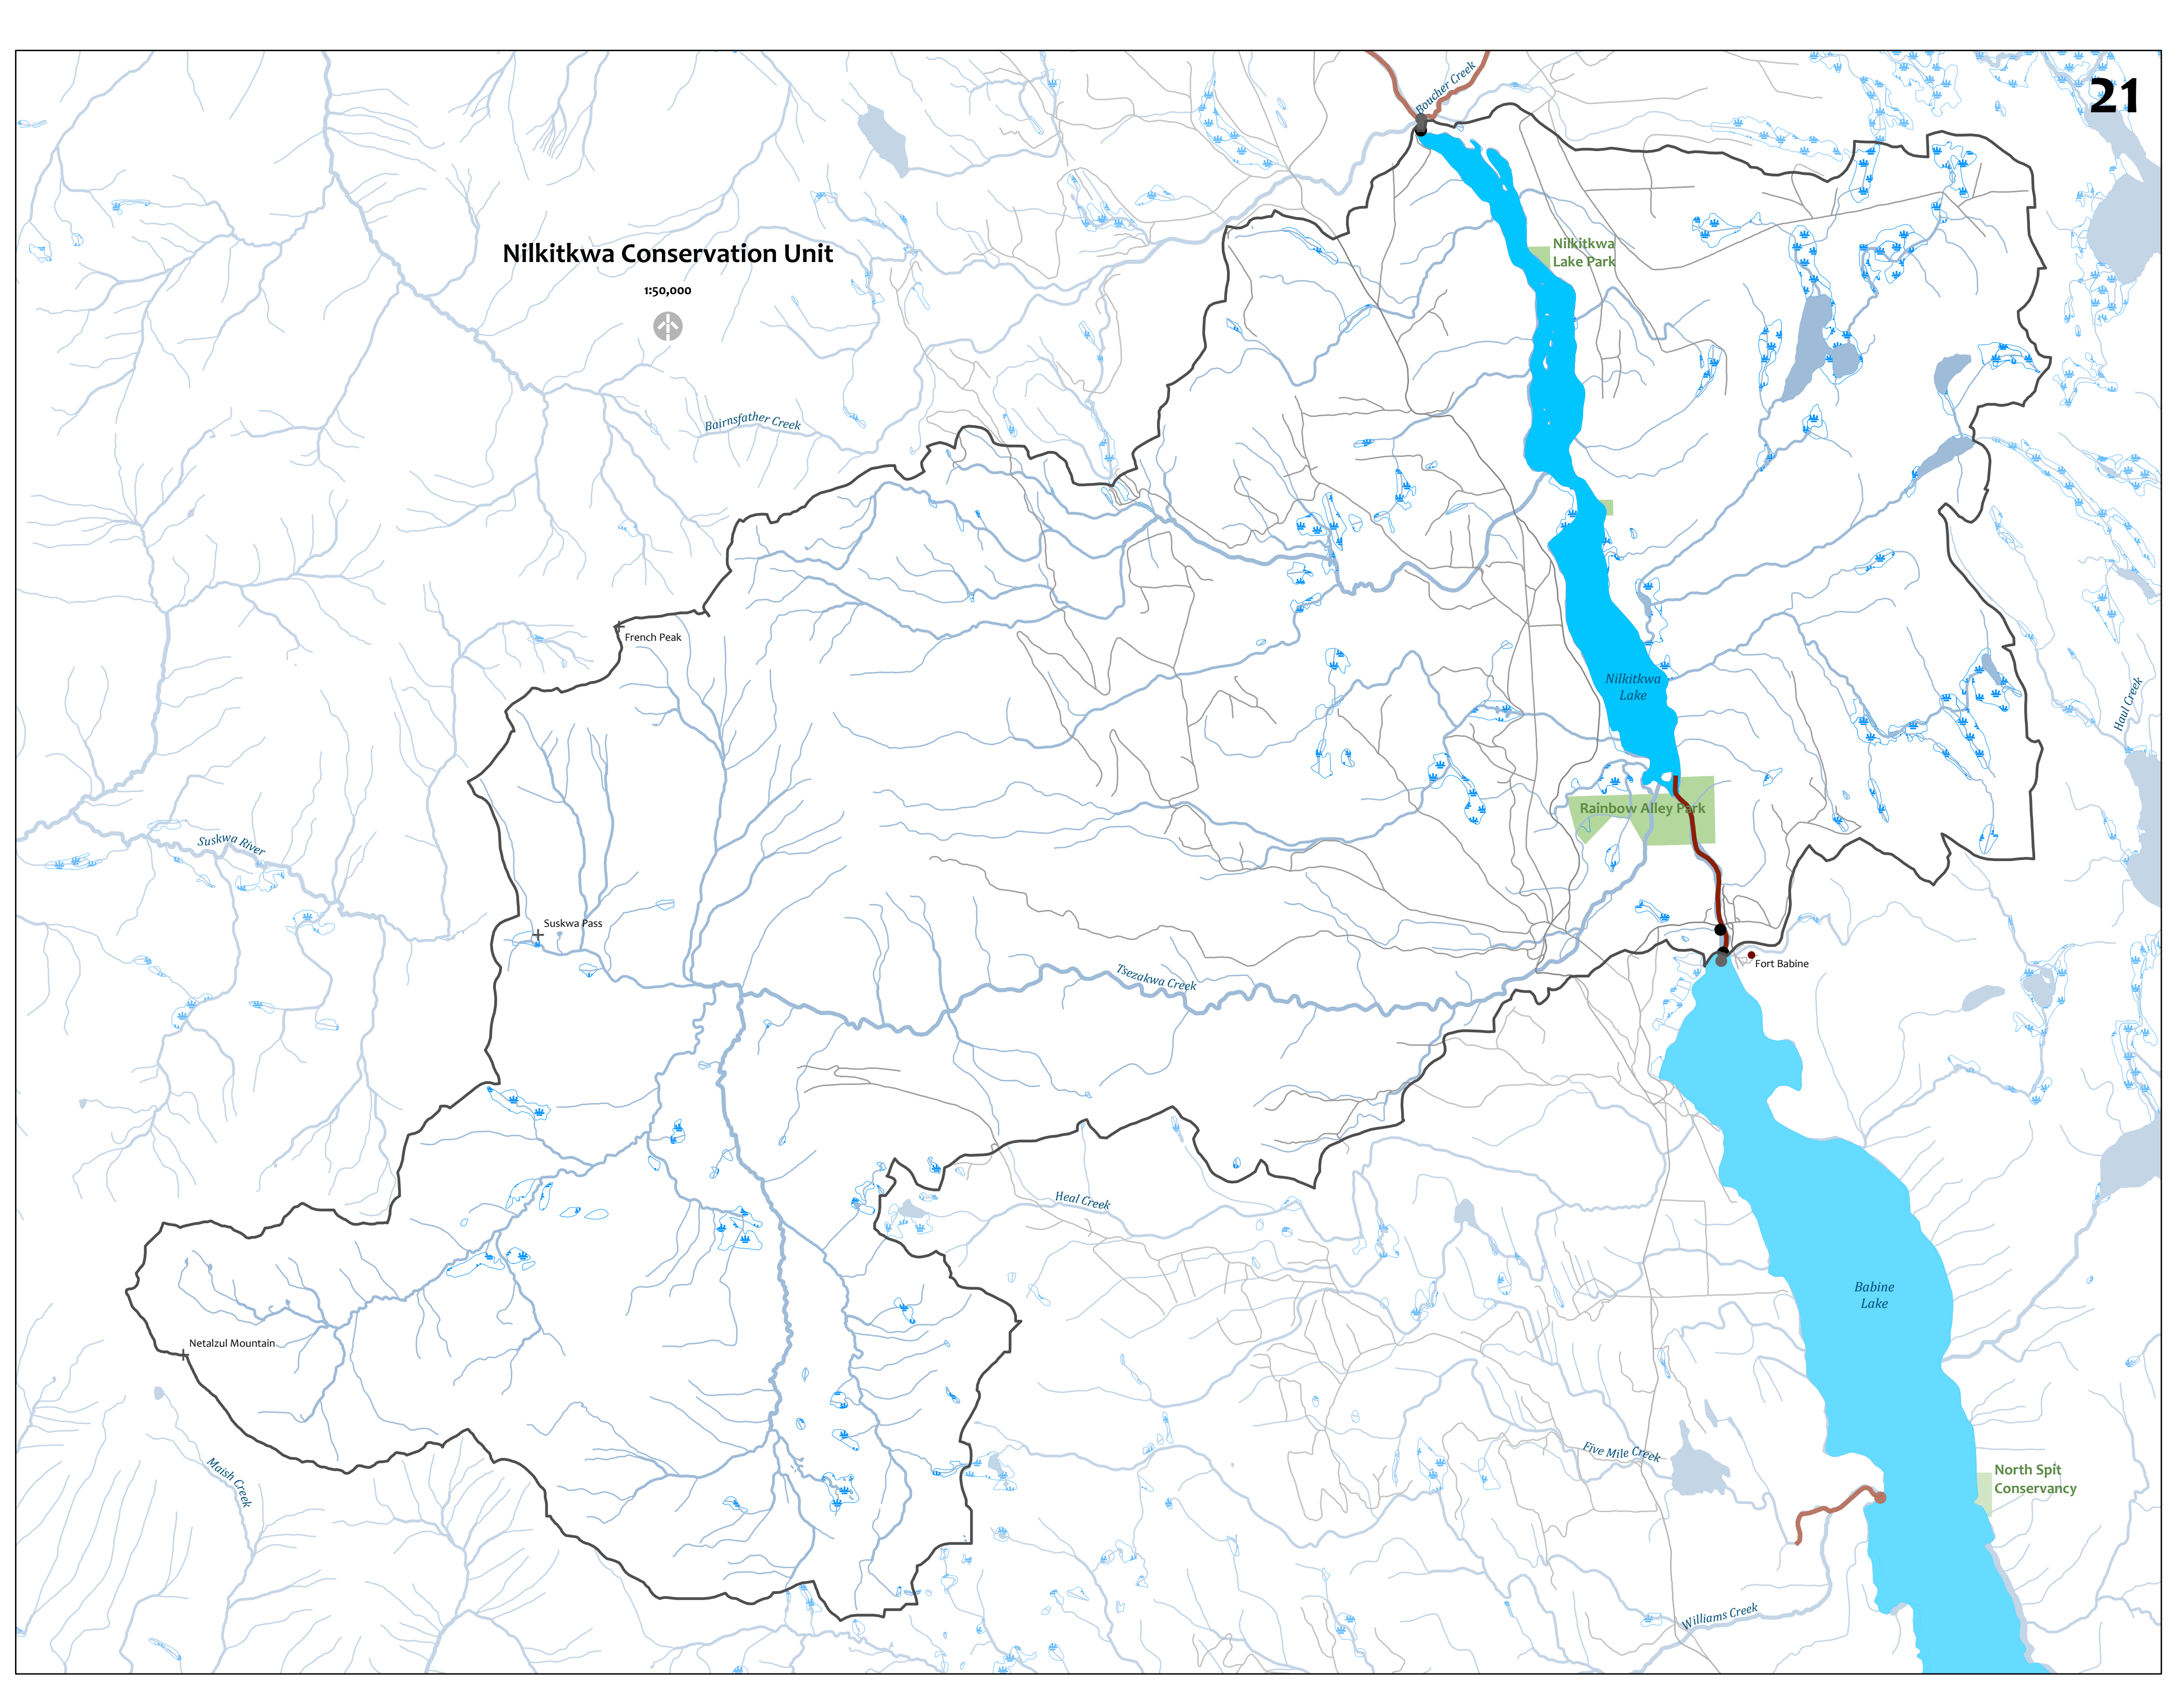 21
Boucher Creek
Nilkitkwa Conservation Unit
1:50,000
Nilkitkwa
Lake Park
Bairnsfather Creek
French Peak
Nilkitkwa
Lake
Haul Creek
Rainbow Alley Park
Suskwa River
Suskwa Pass
Fort Babine
Tsezakwa Creek
Heal Creek
Babine
Lake
Netalzul Mountain
Maish Creek
Five Mile Creek
North Spit
Conservancy
Williams Creek